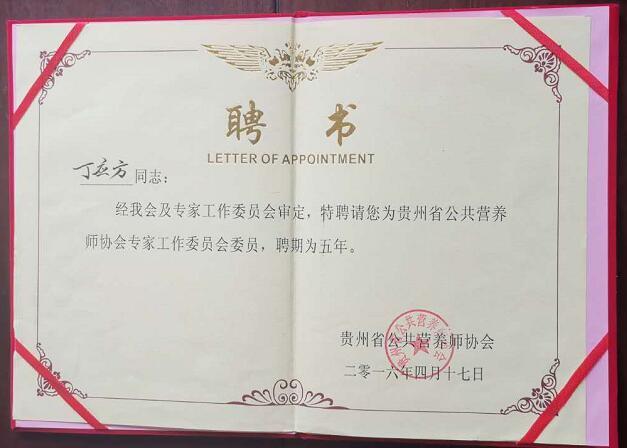 聘 书
LETTER OF APPOINTMENT
丁立方同志：
经我会及专家工作委员会审定，特聘请您为贵州省公共营养
师协会专家工作委员会委员，聘期为五年。
贵州省公共营养师协会
二零一六年四月十七日